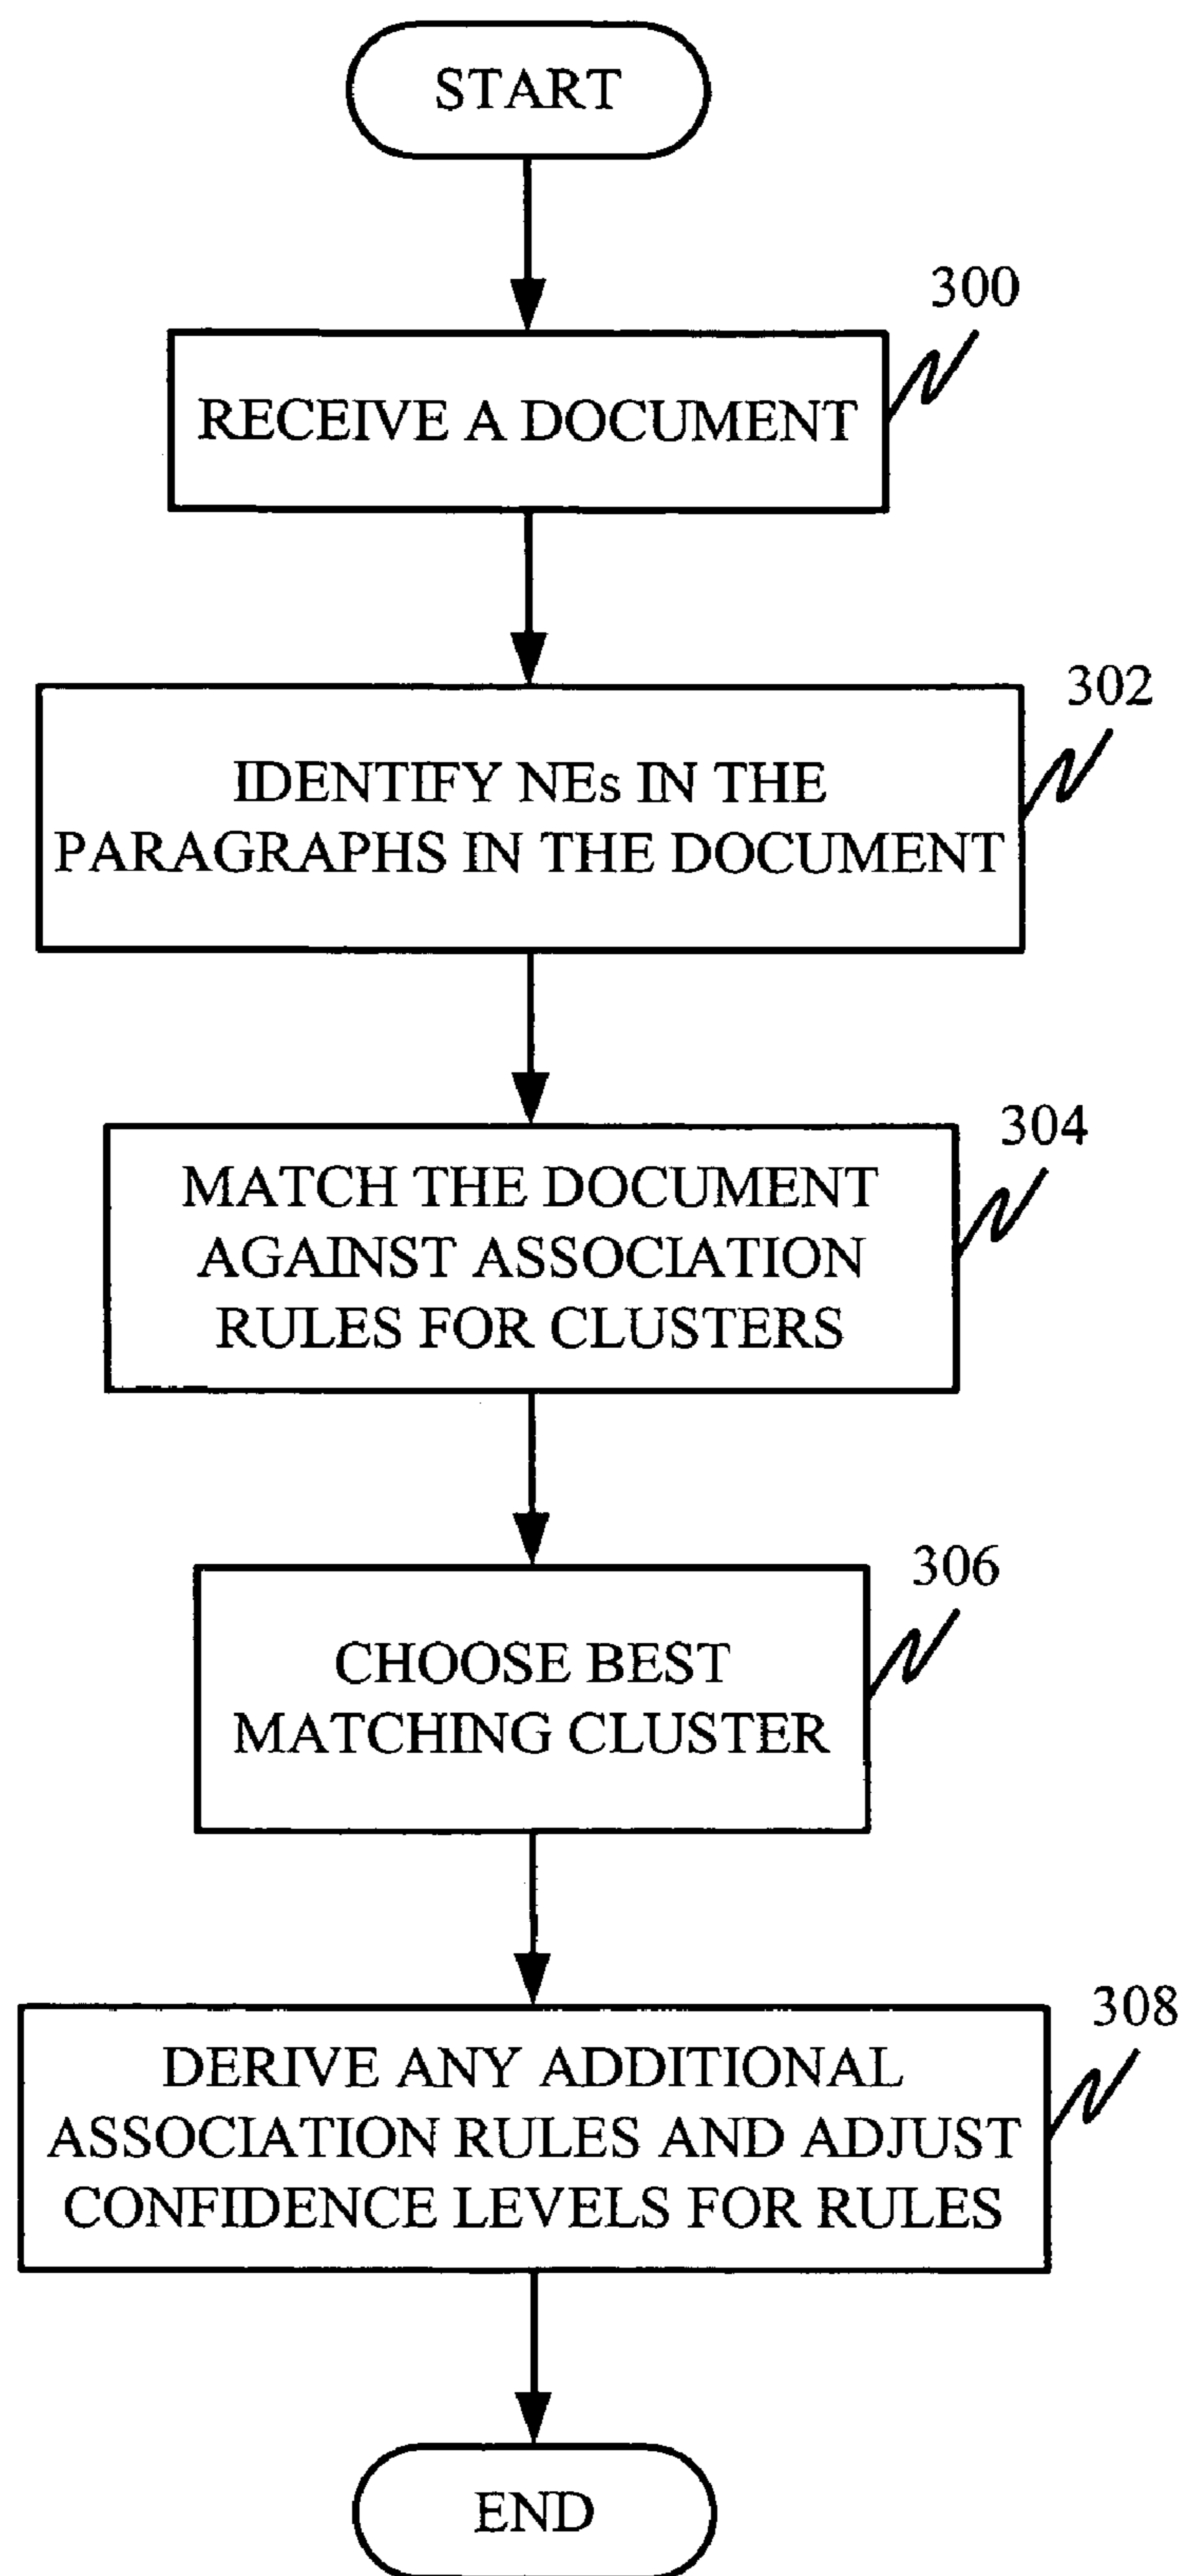 START
300
RECEIVE A DOCUMENT
302
IDENTIFY NEs IN THE
PARAGRAPHS IN THE DOCUMENT
304
MATCH THE DOCUMENT
AGAINST ASSOCIATION
RULES FOR CLUSTERS
306
CHOOSE BEST
MATCHING CLUSTER
308
DERIVE ANY ADDITIONAL
ASSOCIATION RULES AND ADJUST
CONFIDENCE LEVELS FOR RULES
END